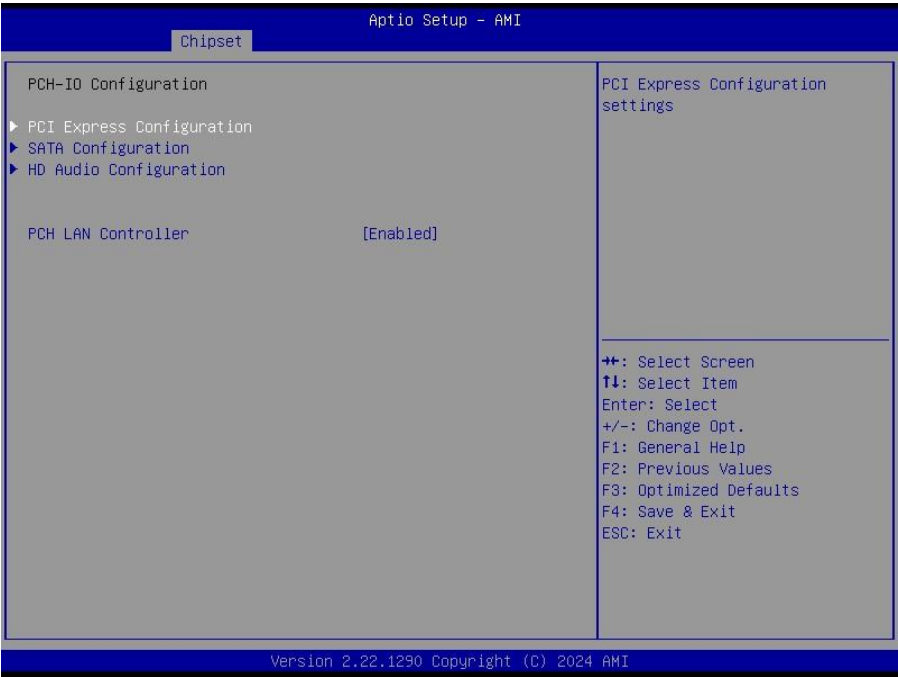 Aptio Setup – AMI
Chipset
PCH-IO Configuration
PCI Express Configuration
SATA Configuration
HD Audio Configuration
PCH LAN Controller [Enabled]
PCI Express Configuration
settings
→←: Select Screen
↑↓: Select Item
Enter: Select
+/-: Change Opt.
F1: General Help
F2: Previous Values
F3: Optimized Defaults
F4: Save & Exit
ESC: Exit
Version 2.22.1290 Copyright (C) 2024 AMI